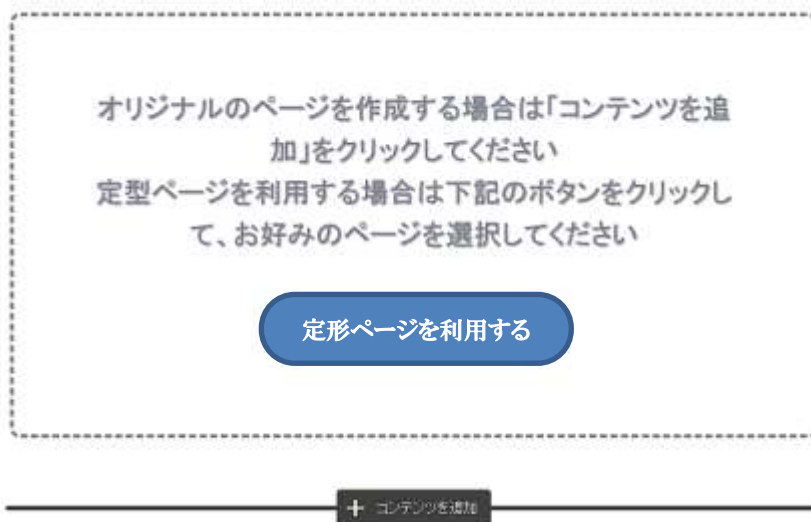 オリジナルのページを作成する場合は「コンテンツを追
加」をクリックしてください
定型ページを利用する場合は下記のボタンをクリックし
て、お好みのページを選択してください
定形ページを利用する
+ コンテンツを追加